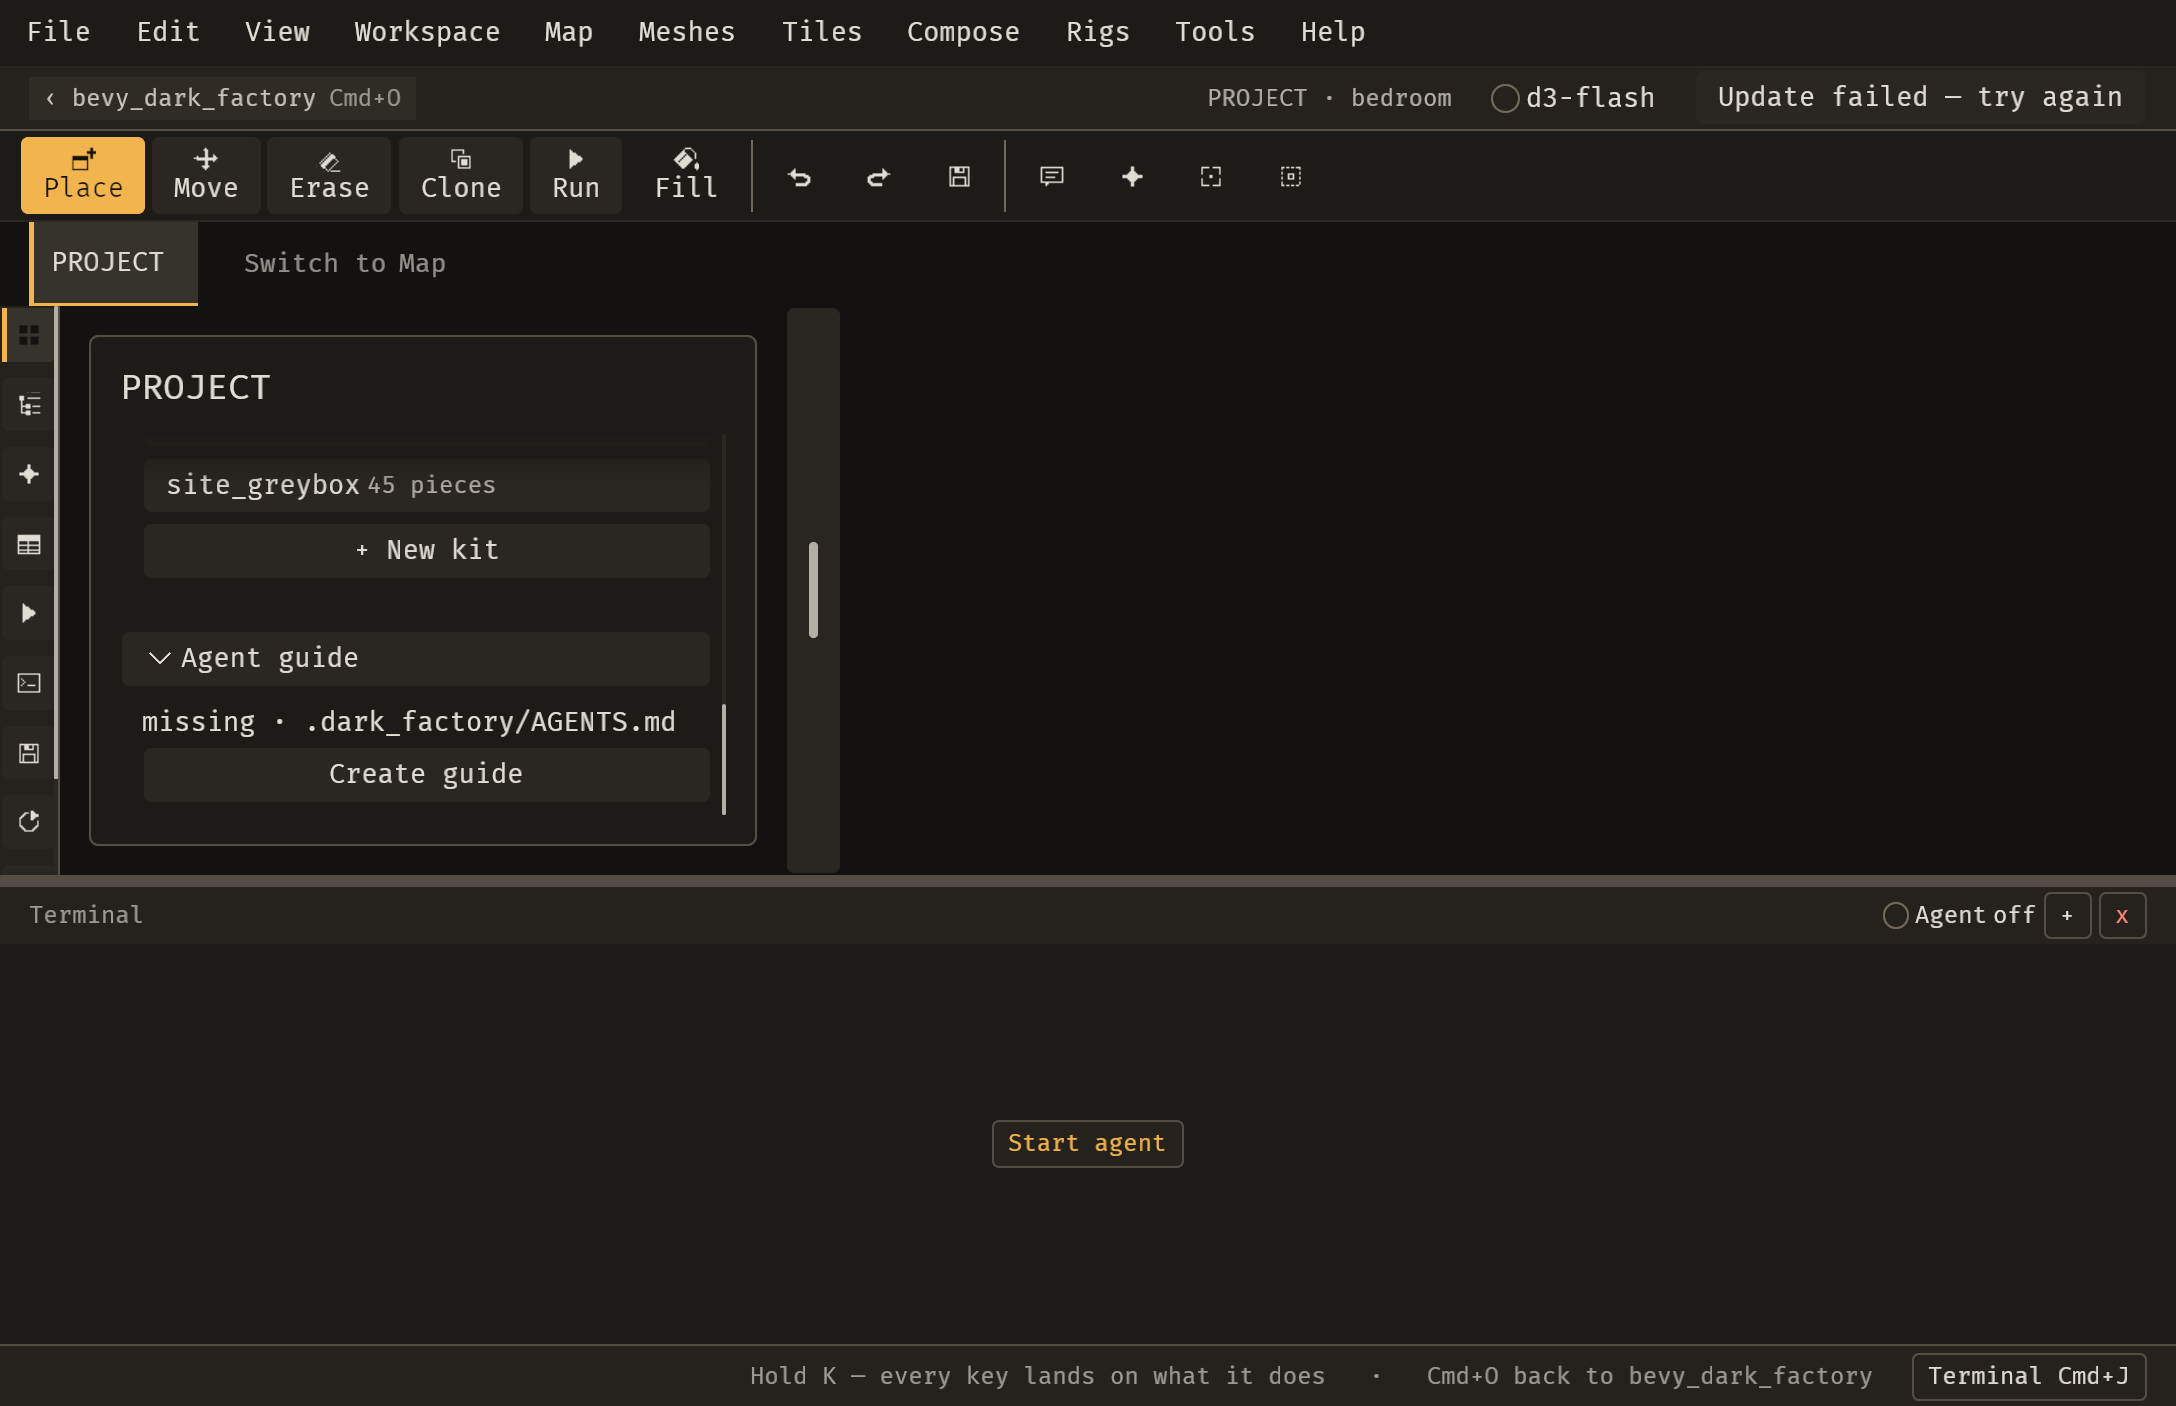 File Edit View Workspace Map Meshes Tiles Compose Rigs Tools Help
‹ bevy_dark_factory Cmd+O
PROJECT · bedroom
d3-flash
Update failed — try again
Place Move Erase Clone Run Fill
PROJECT
Switch to Map
PROJECT
site_greybox 45 pieces
+ New kit
Agent guide
missing · .dark_factory/AGENTS.md
Create guide
Terminal
Agent off + x
Start agent
Hold K — every key lands on what it does · Cmd+O back to bevy_dark_factory
Terminal Cmd+J